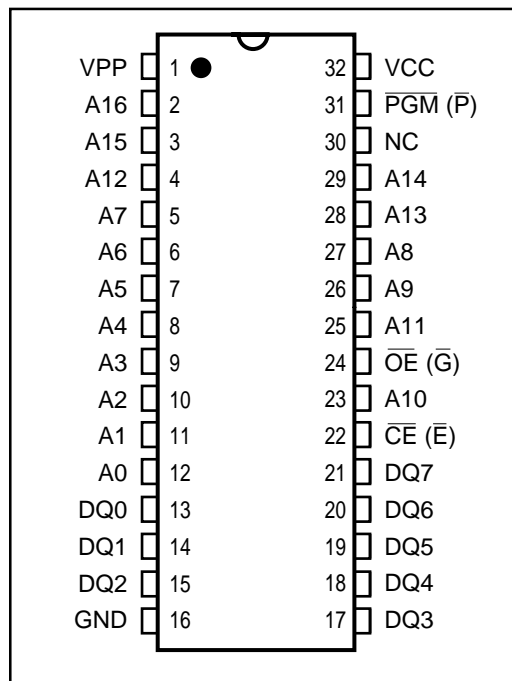 VPP 1 32 VCC
A16 2 31 P̅G̅M̅ (P̅)
A15 3 30 NC
A12 4 29 A14
A7 5 28 A13
A6 6 27 A8
A5 7 26 A9
A4 8 25 A11
A3 9 24 O̅E̅ (G̅)
A2 10 23 A10
A1 11 22 C̅E̅ (E̅)
A0 12 21 DQ7
DQ0 13 20 DQ6
DQ1 14 19 DQ5
DQ2 15 18 DQ4
GND 16 17 DQ3